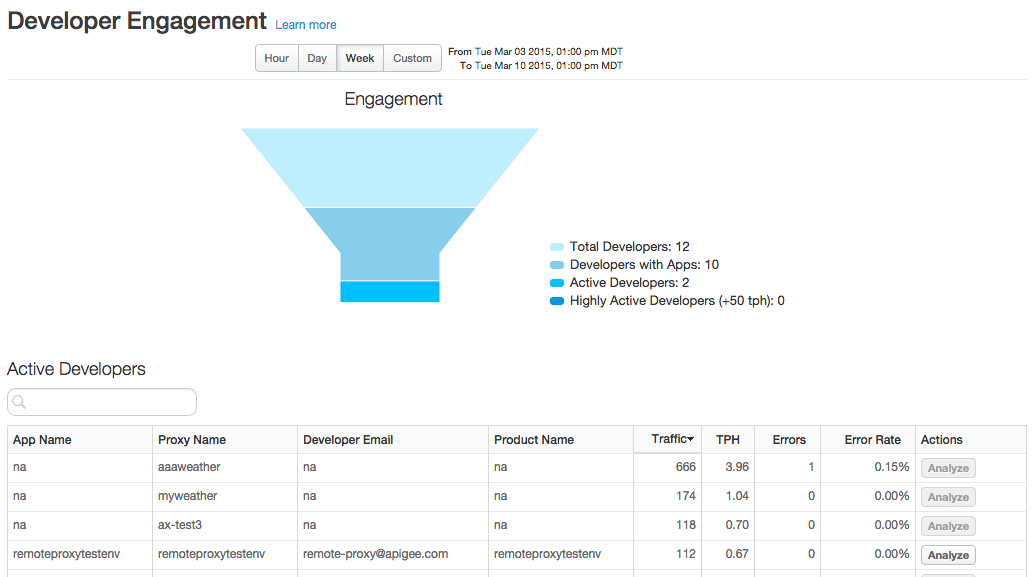 Developer Engagement Learn more
Hour Day Week Custom From Tue Mar 03 2015, 01:00 pm MDT
To Tue Mar 10 2015, 01:00 pm MDT
Engagement
Total Developers: 12
Developers with Apps: 10
Active Developers: 2
Highly Active Developers (+50 tph): 0
Active Developers
App Name Proxy Name Developer Email Product Name Traffic TPH Errors Error Rate Actions
na aaaweather na na 666 3.96 1 0.15% Analyze
na myweather na na 174 1.04 0 0.00% Analyze
na ax-test3 na na 118 0.70 0 0.00% Analyze
remoteproxytestenv remoteproxytestenv remote-proxy@apigee.com remoteproxytestenv 112 0.67 0 0.00% Analyze